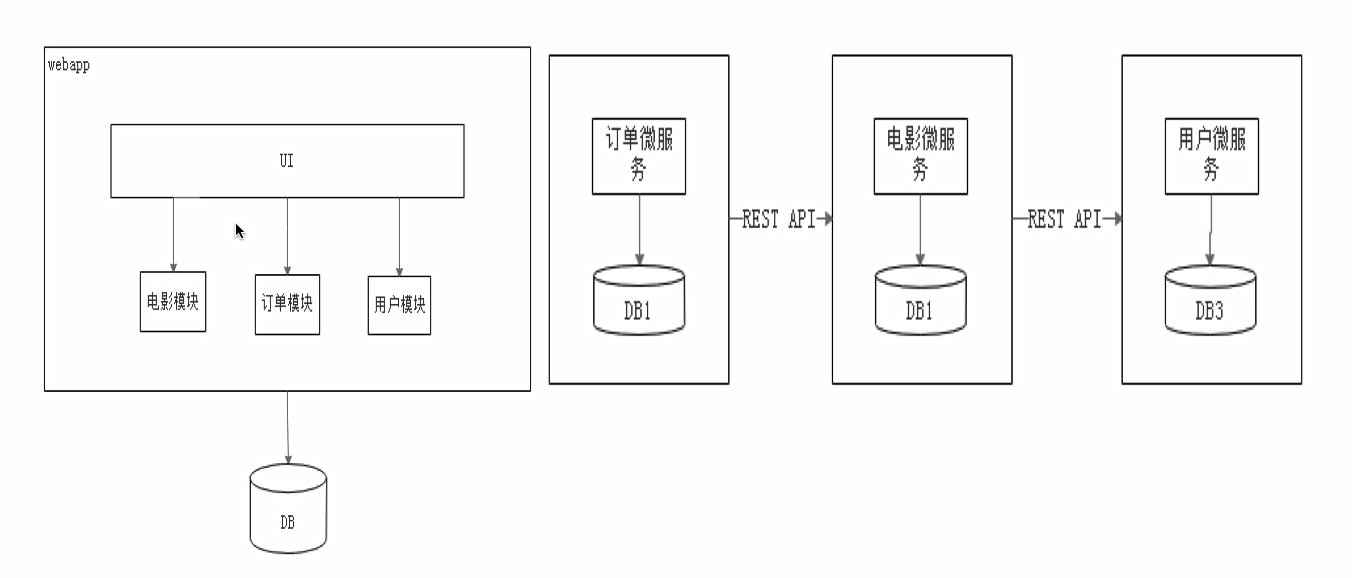 webapp
UI
电影模块
订单模块
用户模块
DB
订单微服
务
DB1
REST API
电影微服
务
DB1
REST API
用户微服
务
DB3